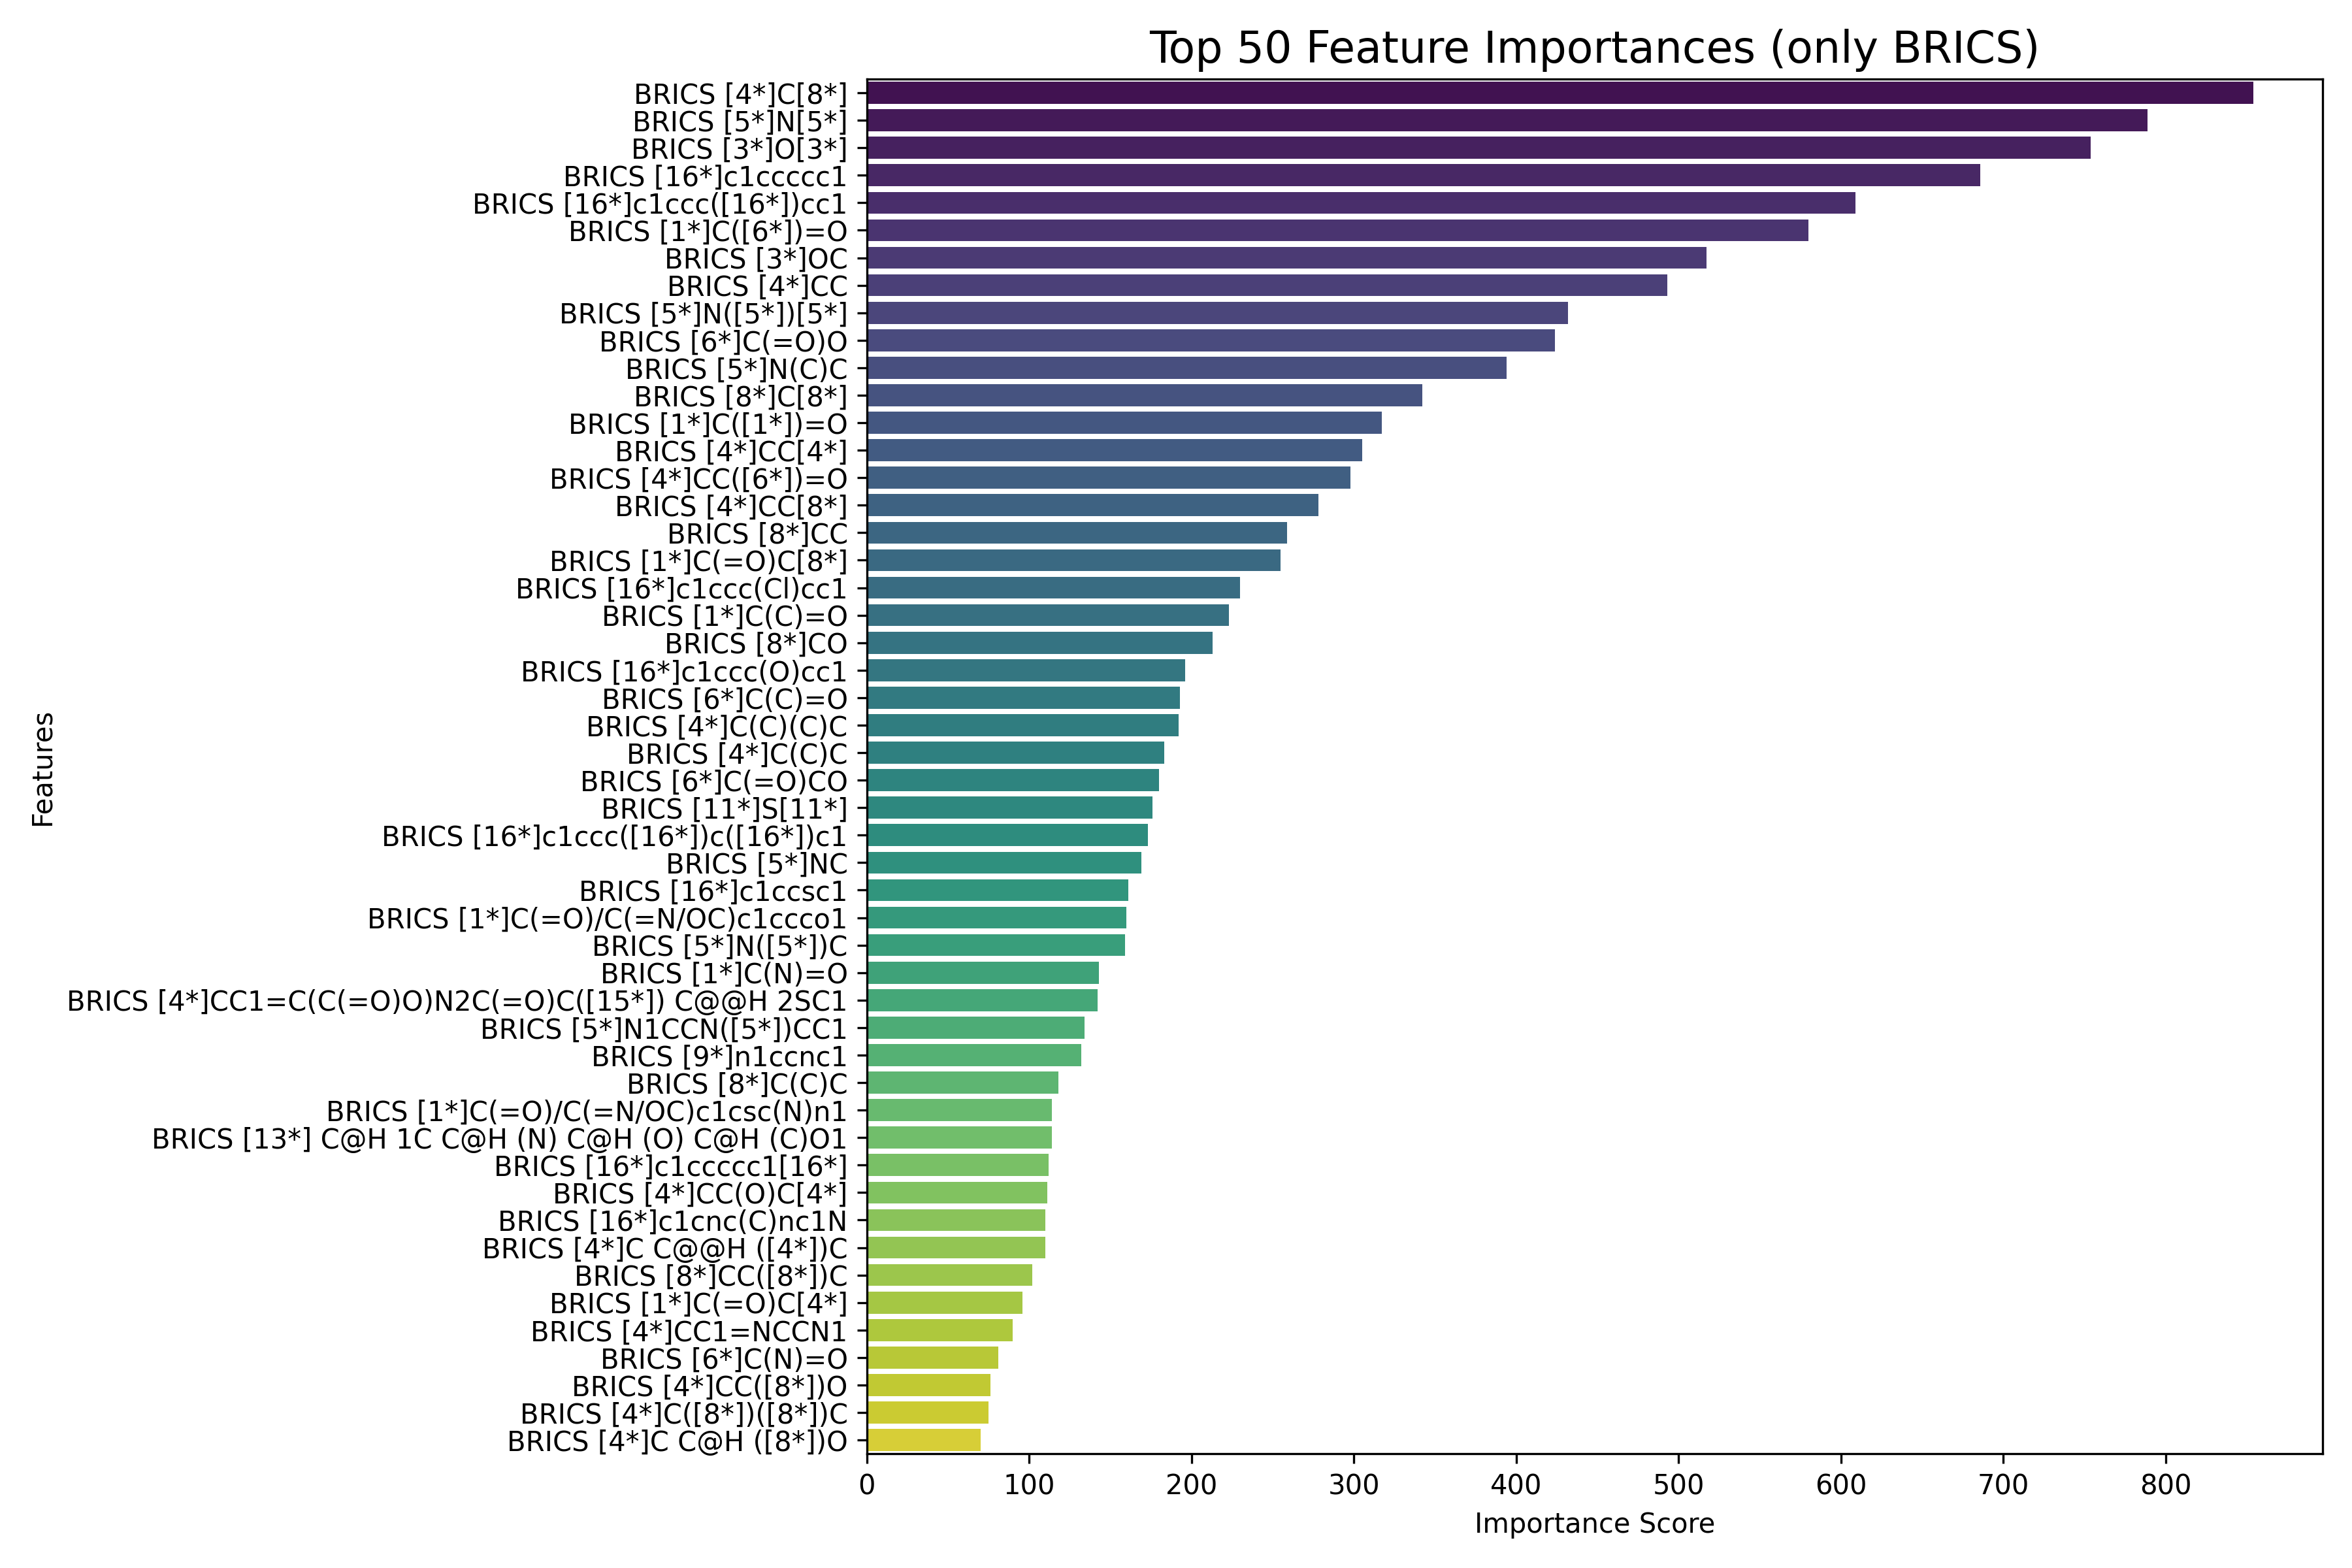 Top 50 Feature Importances (only BRICS)
BRICS [4*]C[8*]
BRICS [5*]N[5*]
BRICS [3*]O[3*]
BRICS [16*]c1ccccc1
BRICS [16*]c1ccc([16*])cc1
BRICS [1*]C([6*])=O
BRICS [3*]OC
BRICS [4*]CC
BRICS [5*]N([5*])[5*]
BRICS [6*]C(=O)O
BRICS [5*]N(C)C
BRICS [8*]C[8*]
BRICS [1*]C([1*])=O
BRICS [4*]CC[4*]
BRICS [4*]CC([6*])=O
BRICS [4*]CC[8*]
BRICS [8*]CC
BRICS [1*]C(=O)C[8*]
BRICS [16*]c1ccc(Cl)cc1
BRICS [1*]C(C)=O
BRICS [8*]CO
BRICS [16*]c1ccc(O)cc1
BRICS [6*]C(C)=O
BRICS [4*]C(C)(C)C
BRICS [4*]C(C)C
BRICS [6*]C(=O)CO
BRICS [11*]S[11*]
BRICS [16*]c1ccc([16*])c([16*])c1
BRICS [5*]NC
BRICS [16*]c1ccsc1
BRICS [1*]C(=O)/C(=N/OC)c1ccco1
BRICS [5*]N([5*])C
BRICS [1*]C(N)=O
BRICS [4*]CC1=C(C(=O)O)N2C(=O)C([15*]) C@@H 2SC1
BRICS [5*]N1CCN([5*])CC1
BRICS [9*]n1ccnc1
BRICS [8*]C(C)C
BRICS [1*]C(=O)/C(=N/OC)c1csc(N)n1
BRICS [13*] C@H 1C C@H (N) C@H (O) C@H (C)O1
BRICS [16*]c1ccccc1[16*]
BRICS [4*]CC(O)C[4*]
BRICS [16*]c1cnc(C)nc1N
BRICS [4*]C C@@H ([4*])C
BRICS [8*]CC([8*])C
BRICS [1*]C(=O)C[4*]
BRICS [4*]CC1=NCCN1
BRICS [6*]C(N)=O
BRICS [4*]CC([8*])O
BRICS [4*]C([8*])([8*])C
BRICS [4*]C C@H ([8*])O
Features
0 100 200 300 400 500 600 700 800
Importance Score